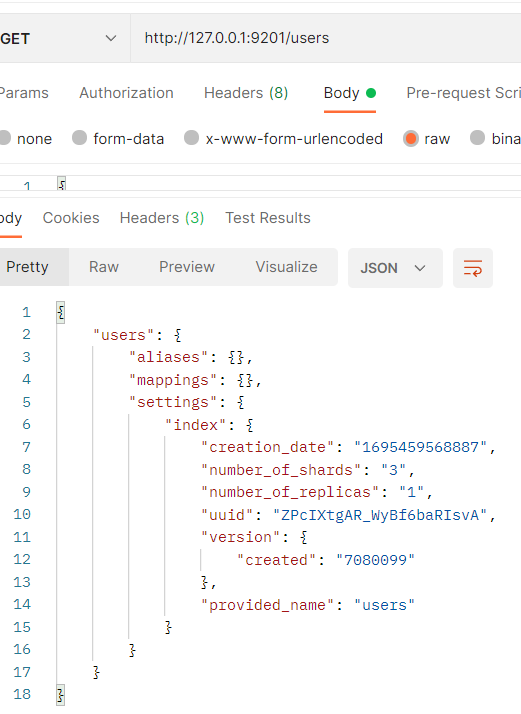 GET http://127.0.0.1:9201/users
Params Authorization Headers (8) Body Pre-request Scri
none form-data x-www-form-urlencoded raw bina
1 {
ody Cookies Headers (3) Test Results
Pretty Raw Preview Visualize JSON
1 {
2 "users": {
3 "aliases": {},
4 "mappings": {},
5 "settings": {
6 "index": {
7 "creation_date": "1695459568887",
8 "number_of_shards": "3",
9 "number_of_replicas": "1",
10 "uuid": "ZPcIXtgAR_WyBf6baRIsvA",
11 "version": {
12 "created": "7080099"
13 },
14 "provided_name": "users"
15 }
16 }
17 }
18 }